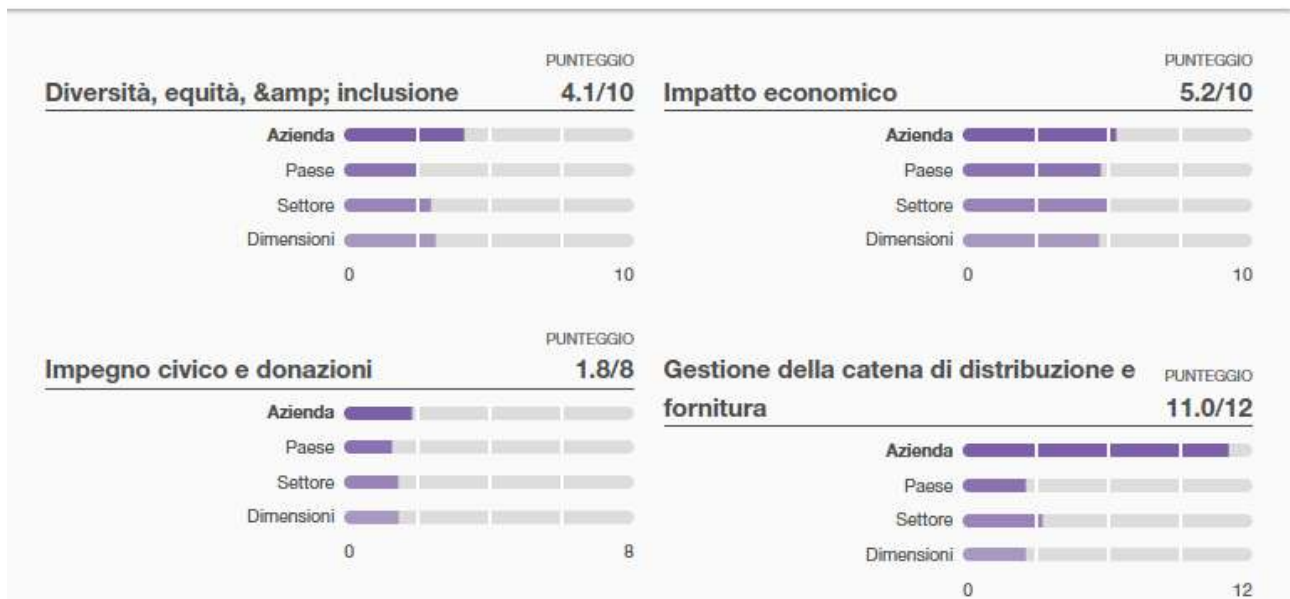 PUNTEGGIO
Diversità, equità, &amp; inclusione 4.1/10
Azienda
Paese
Settore
Dimensioni
0 10
PUNTEGGIO
Impatto economico 5.2/10
Azienda
Paese
Settore
Dimensioni
0 10
PUNTEGGIO
Impegno civico e donazioni 1.8/8
Azienda
Paese
Settore
Dimensioni
0 8
Gestione della catena di distribuzione e PUNTEGGIO
fornitura 11.0/12
Azienda
Paese
Settore
Dimensioni
0 12